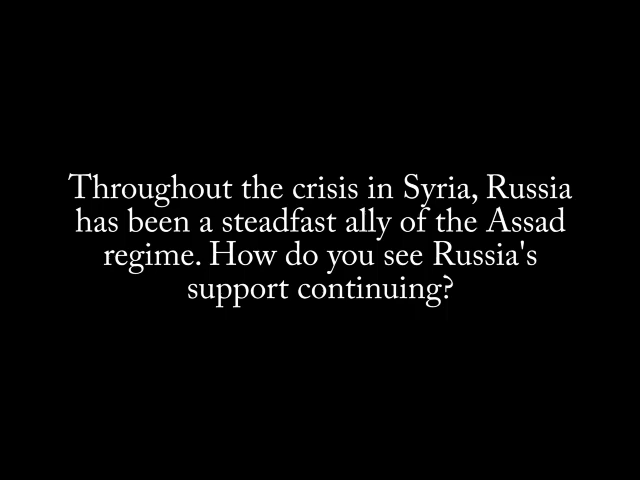 Throughout the crisis in Syria, Russia
has been a steadfast ally of the Assad
regime. How do you see Russia's
support continuing?